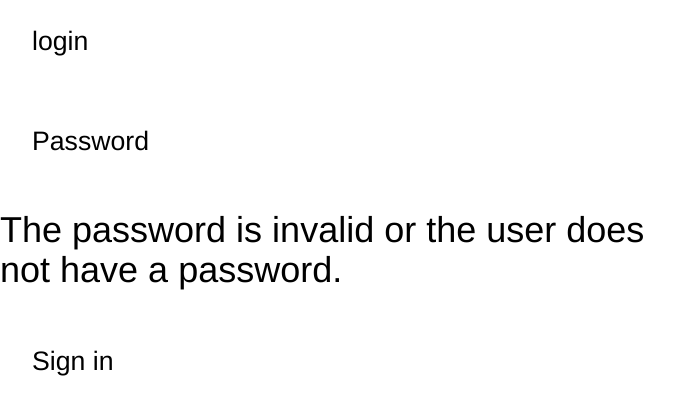 login
Password
The password is invalid or the user does
not have a password.
Sign in